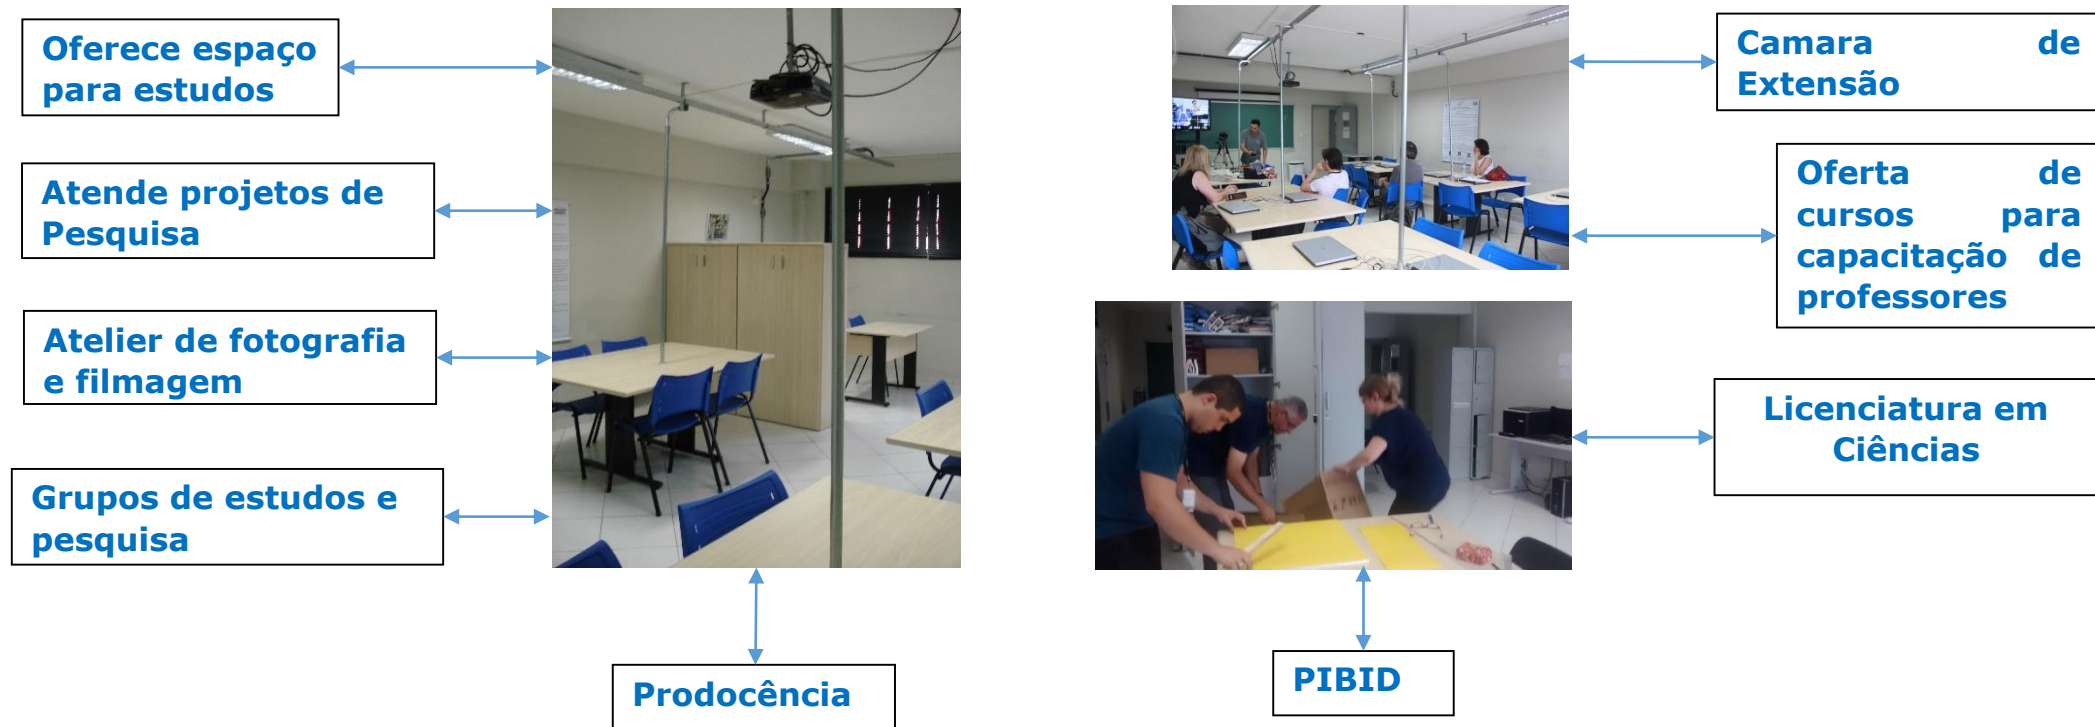 Oferece espaço
para estudos
Atende projetos de
Pesquisa
Atelier de fotografia
e filmagem
Grupos de estudos e
pesquisa
Prodocência
Camara de
Extensão
Oferta de
cursos para
capacitação de
professores
Licenciatura em
Ciências
PIBID